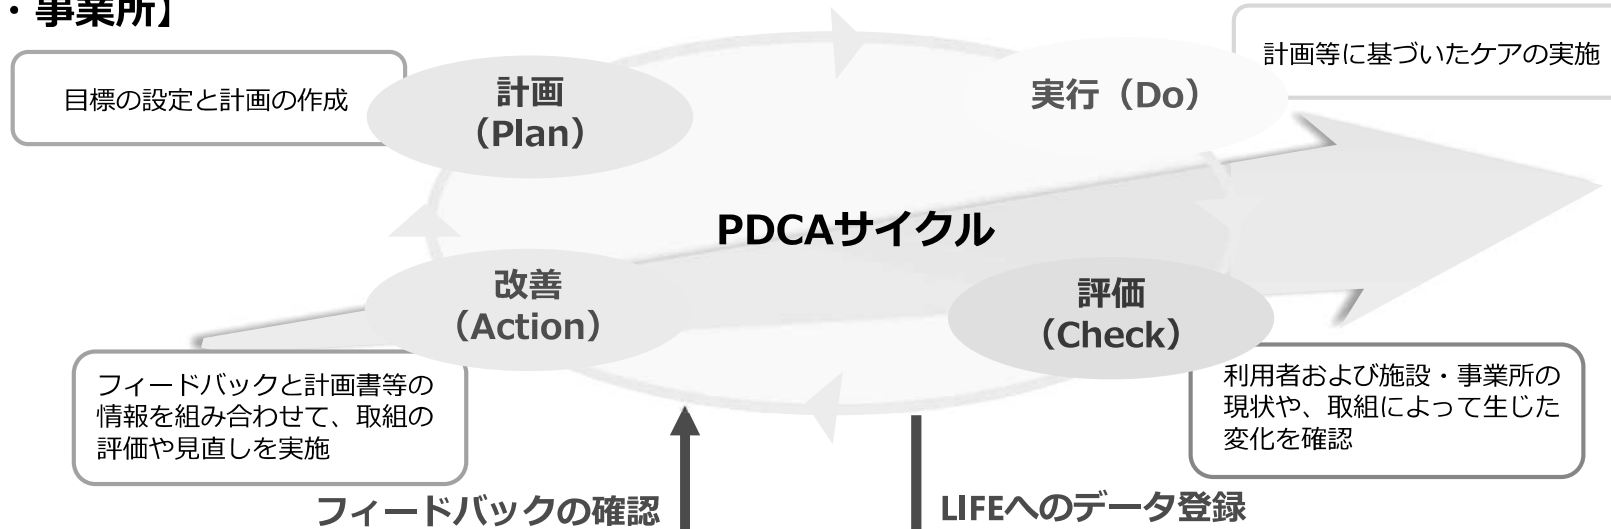 ・事業所】
目標の設定と計画の作成
計画
（Plan）
実行（Do）
計画等に基づいたケアの実施
PDCAサイクル
改善
（Action）
評価
（Check）
フィードバックと計画書等の
情報を組み合わせて、取組の
評価や見直しを実施
利用者および施設・事業所の
現状や、取組によって生じた
変化を確認
フィードバックの確認
LIFEへのデータ登録